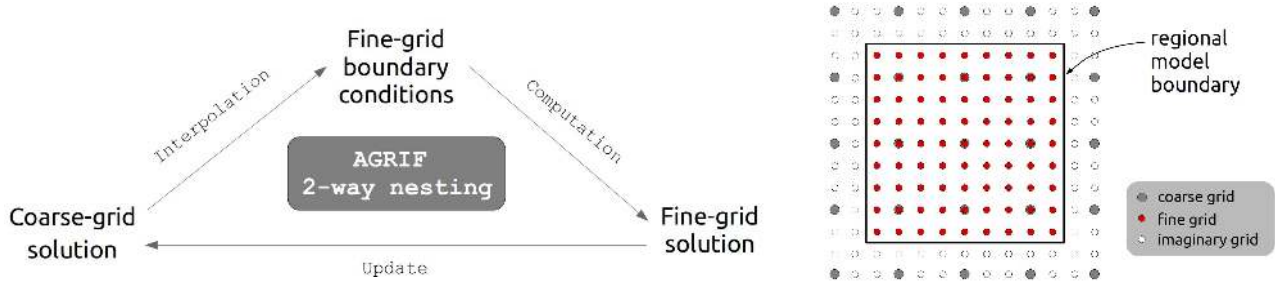 Fine-grid
boundary
conditions
Interpolation
Computation
AGRIF
2-way nesting
Coarse-grid
solution
Fine-grid
solution
Update
regional
model
boundary
coarse grid
fine grid
imaginary grid